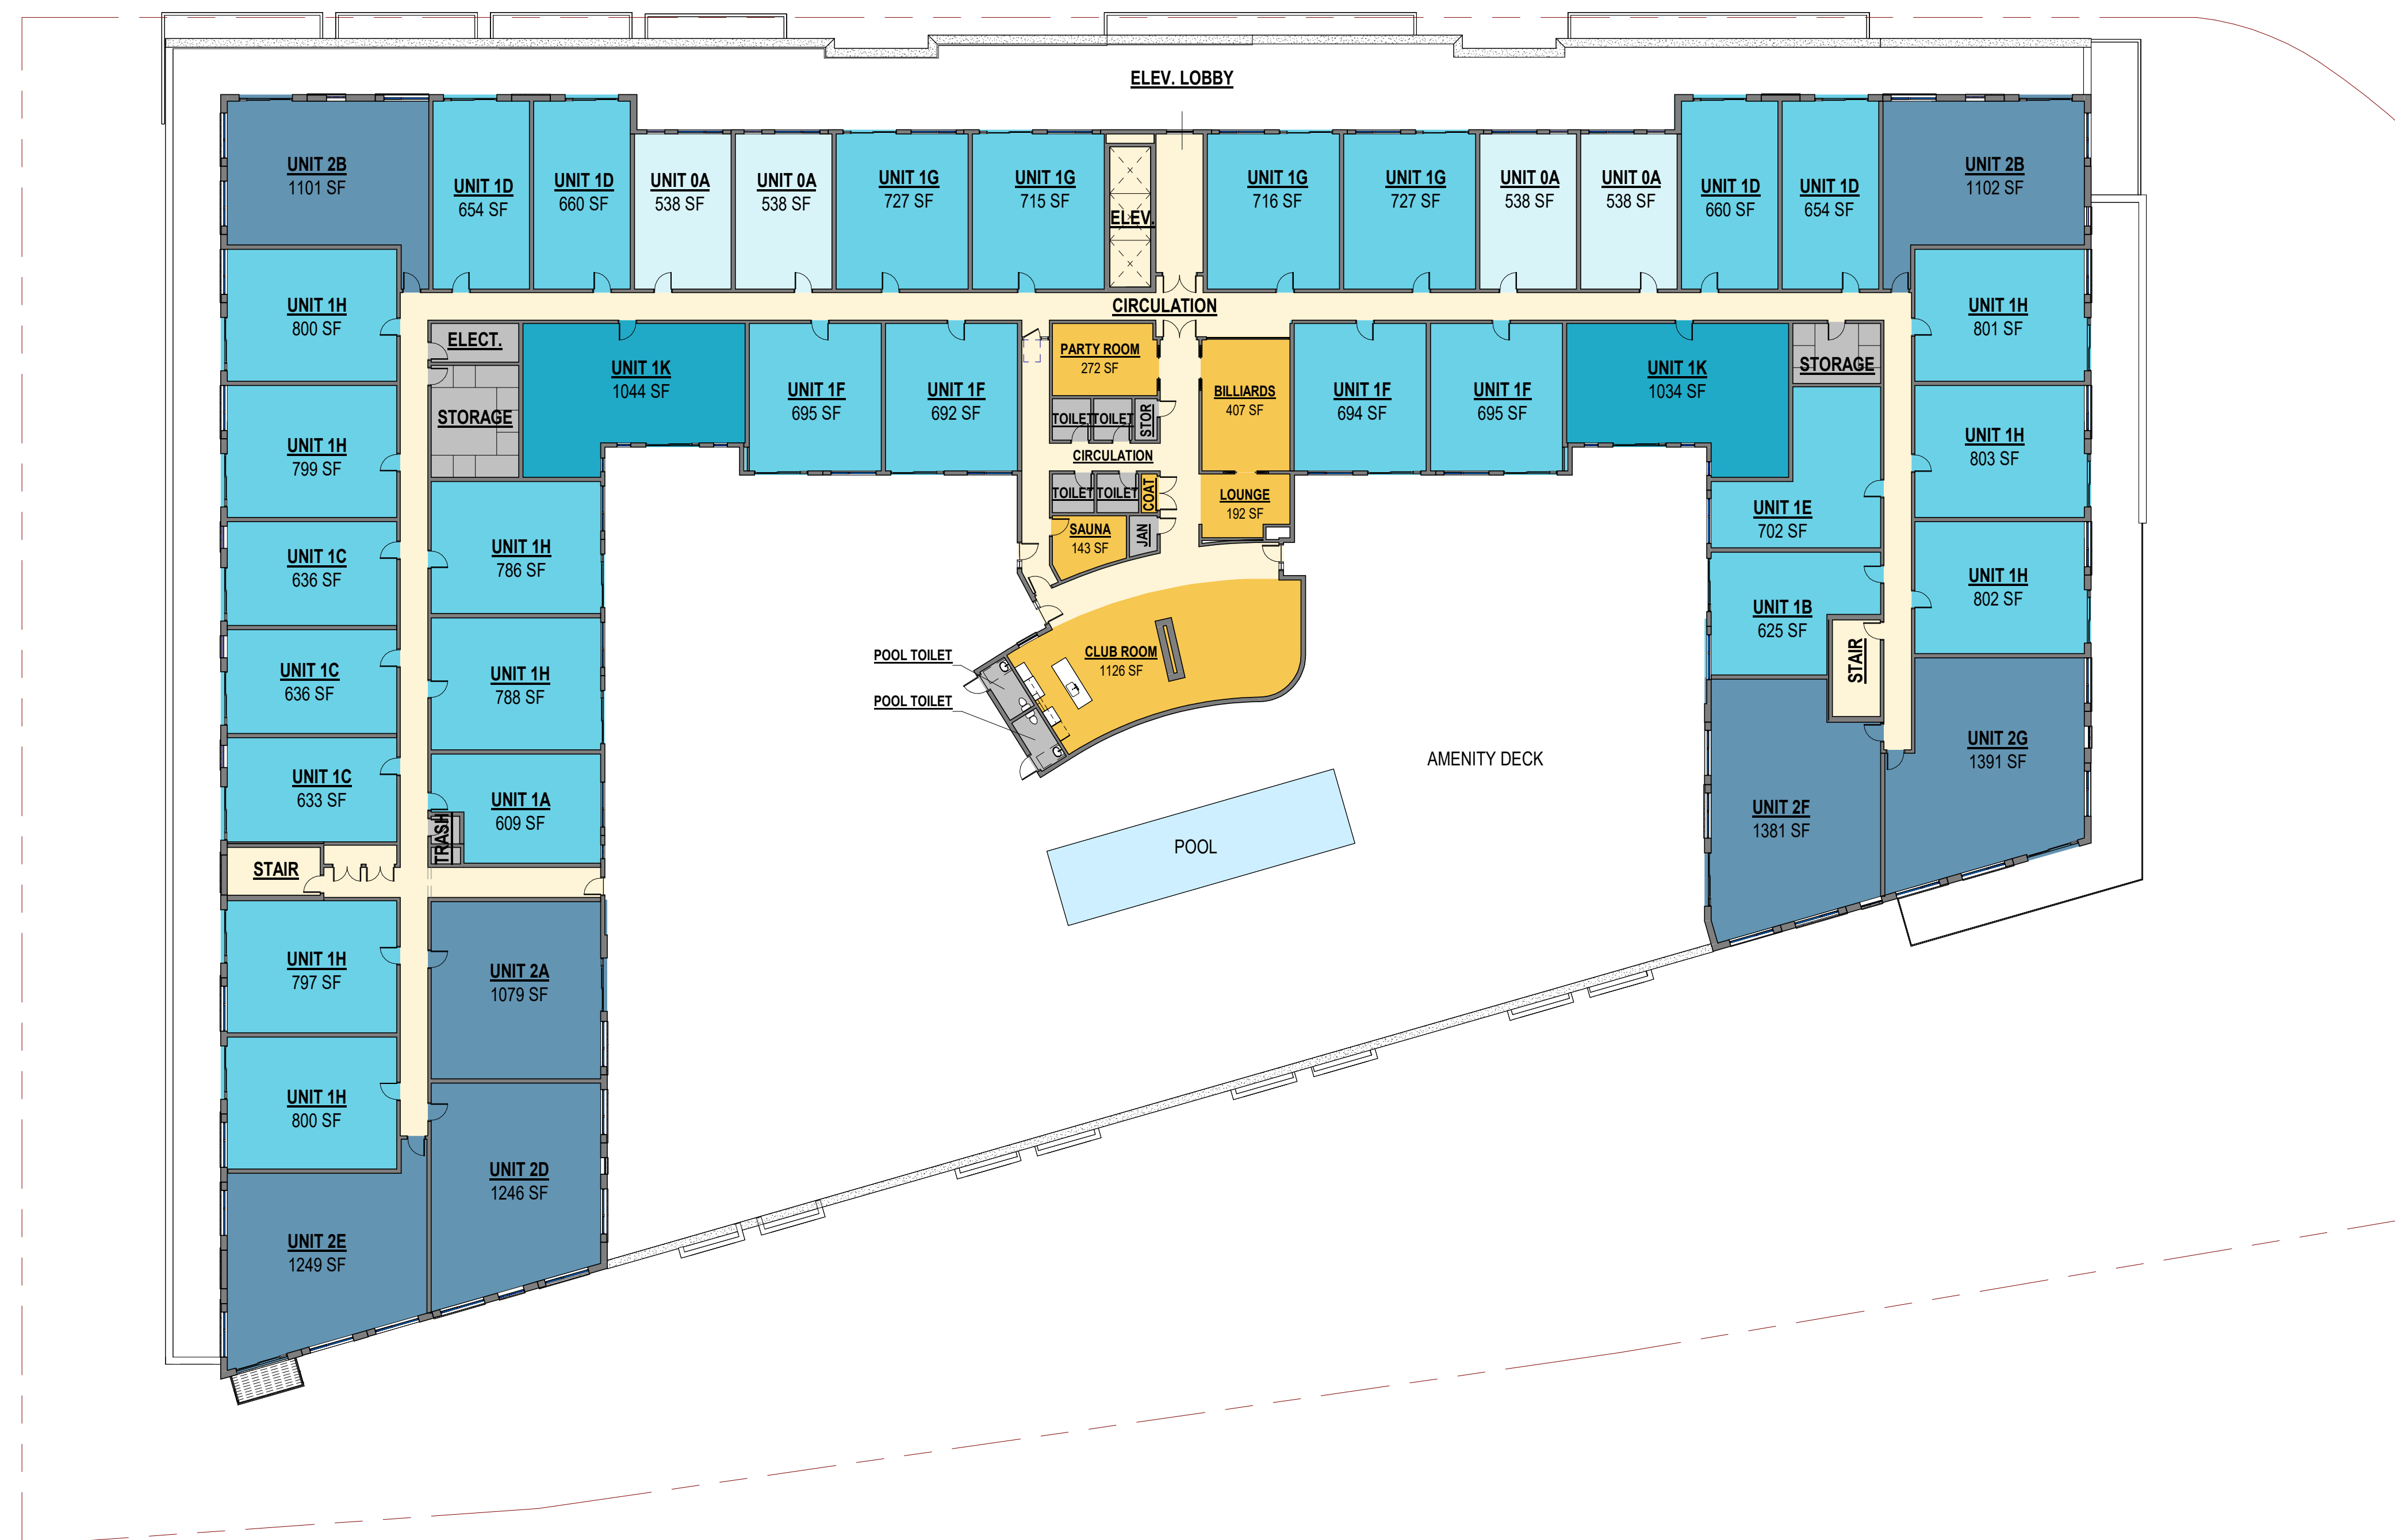 ELEV. LOBBY
UNIT 2B
1101 SF
UNIT 1D
654 SF
UNIT 1D
660 SF
UNIT 0A
538 SF
UNIT 0A
538 SF
UNIT 1G
727 SF
UNIT 1G
715 SF
ELEV.
UNIT 1G
716 SF
UNIT 1G
727 SF
UNIT 0A
538 SF
UNIT 0A
538 SF
UNIT 1D
660 SF
UNIT 1D
654 SF
UNIT 2B
1102 SF
CIRCULATION
UNIT 1H
800 SF
ELECT.
UNIT 1K
1044 SF
UNIT 1F
695 SF
UNIT 1F
692 SF
PARTY ROOM
272 SF
BILLIARDS
407 SF
UNIT 1F
694 SF
UNIT 1F
695 SF
UNIT 1K
1034 SF
STORAGE
UNIT 1H
801 SF
UNIT 1H
799 SF
STORAGE
TOILET
TOILET
STOR
CIRCULATION
TOILET
TOILET
COAT
LOUNGE
192 SF
SAUNA
143 SF
JAN
UNIT 1H
803 SF
UNIT 1E
702 SF
UNIT 1C
636 SF
UNIT 1H
786 SF
UNIT 1B
625 SF
UNIT 1H
802 SF
UNIT 1C
636 SF
UNIT 1H
788 SF
POOL TOILET
POOL TOILET
CLUB ROOM
1126 SF
STAIR
UNIT 1C
633 SF
UNIT 1A
609 SF
TRASH
AMENITY DECK
POOL
UNIT 2F
1381 SF
UNIT 2G
1391 SF
STAIR
UNIT 1H
797 SF
UNIT 2A
1079 SF
UNIT 1H
800 SF
UNIT 2D
1246 SF
UNIT 2E
1249 SF